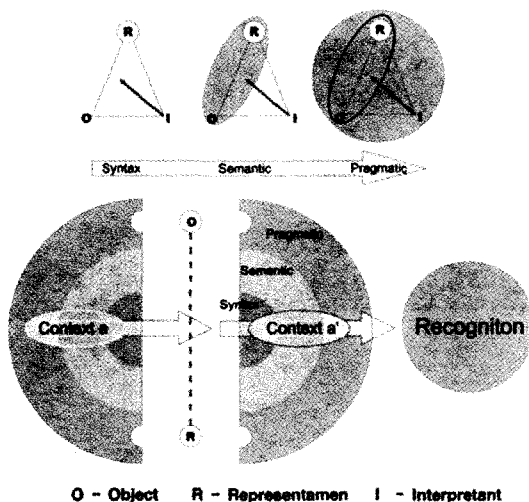 R R R
O I O I O I
Syntax Semantic Pragmatic
O
Pragmatic
Semantic
Syntax
Context a Context a' Recogniton
R
O - Object R - Representamen I - Interpretant